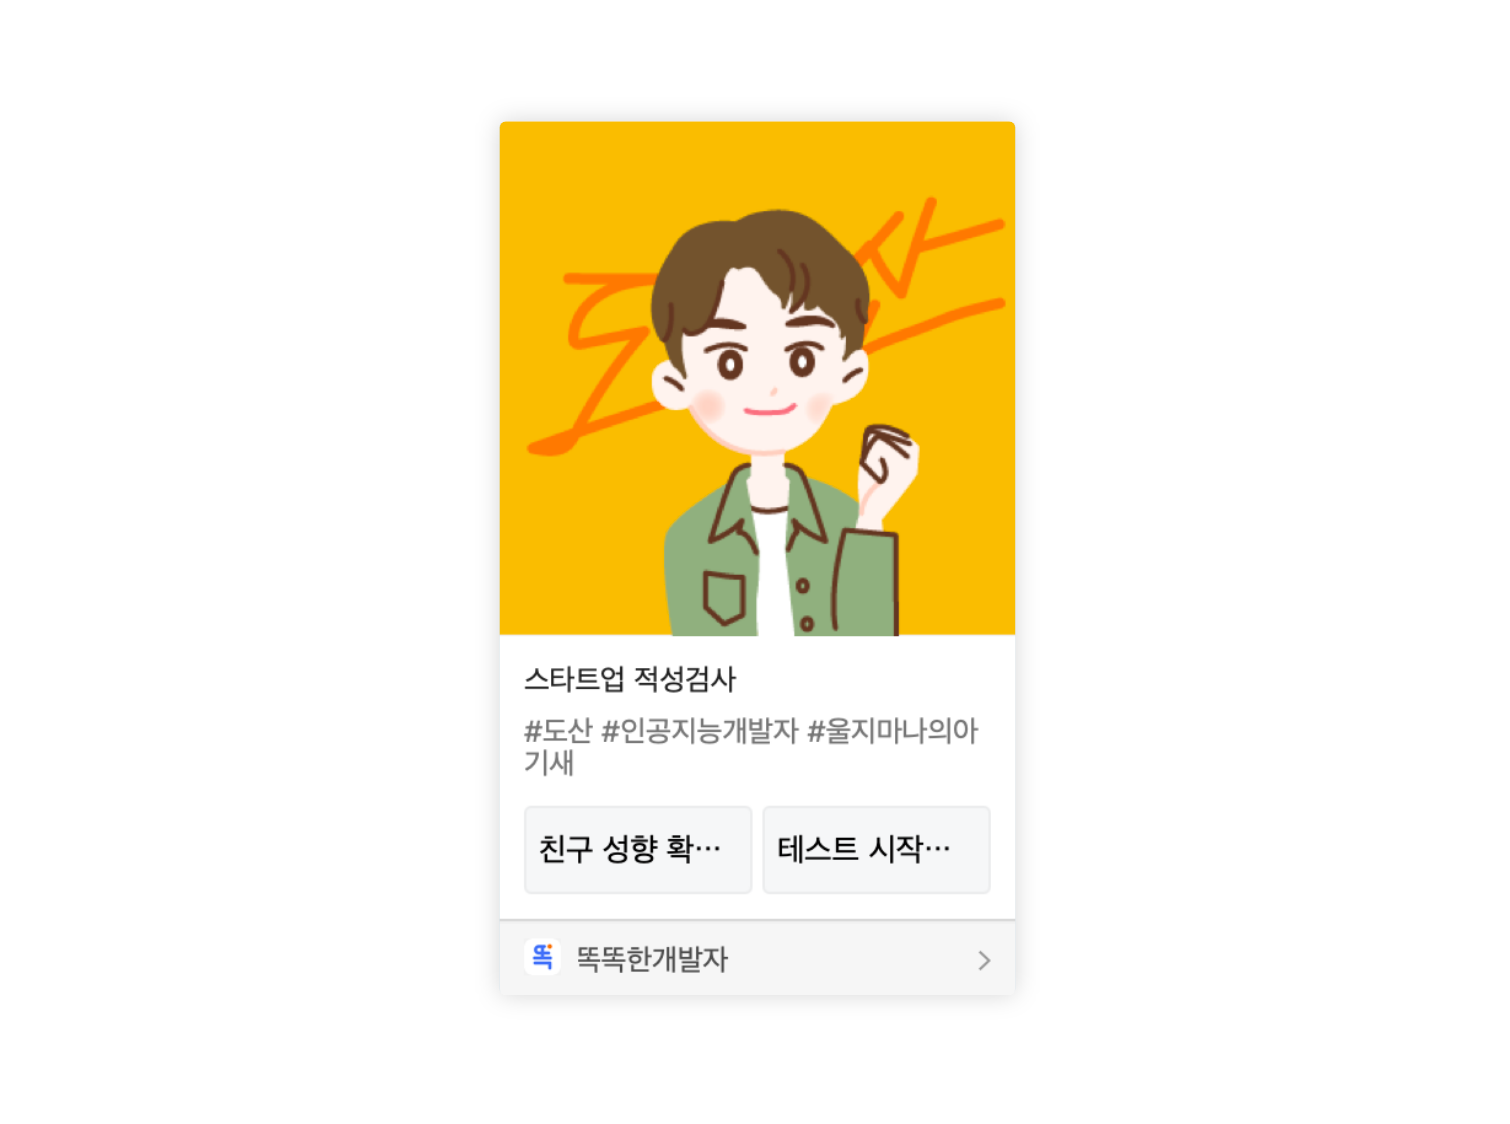 도산
스타트업 적성검사
#도산 #인공지능개발자 #울지마나의아
기새
친구 성향 확… 테스트 시작…
똑 똑똑한개발자